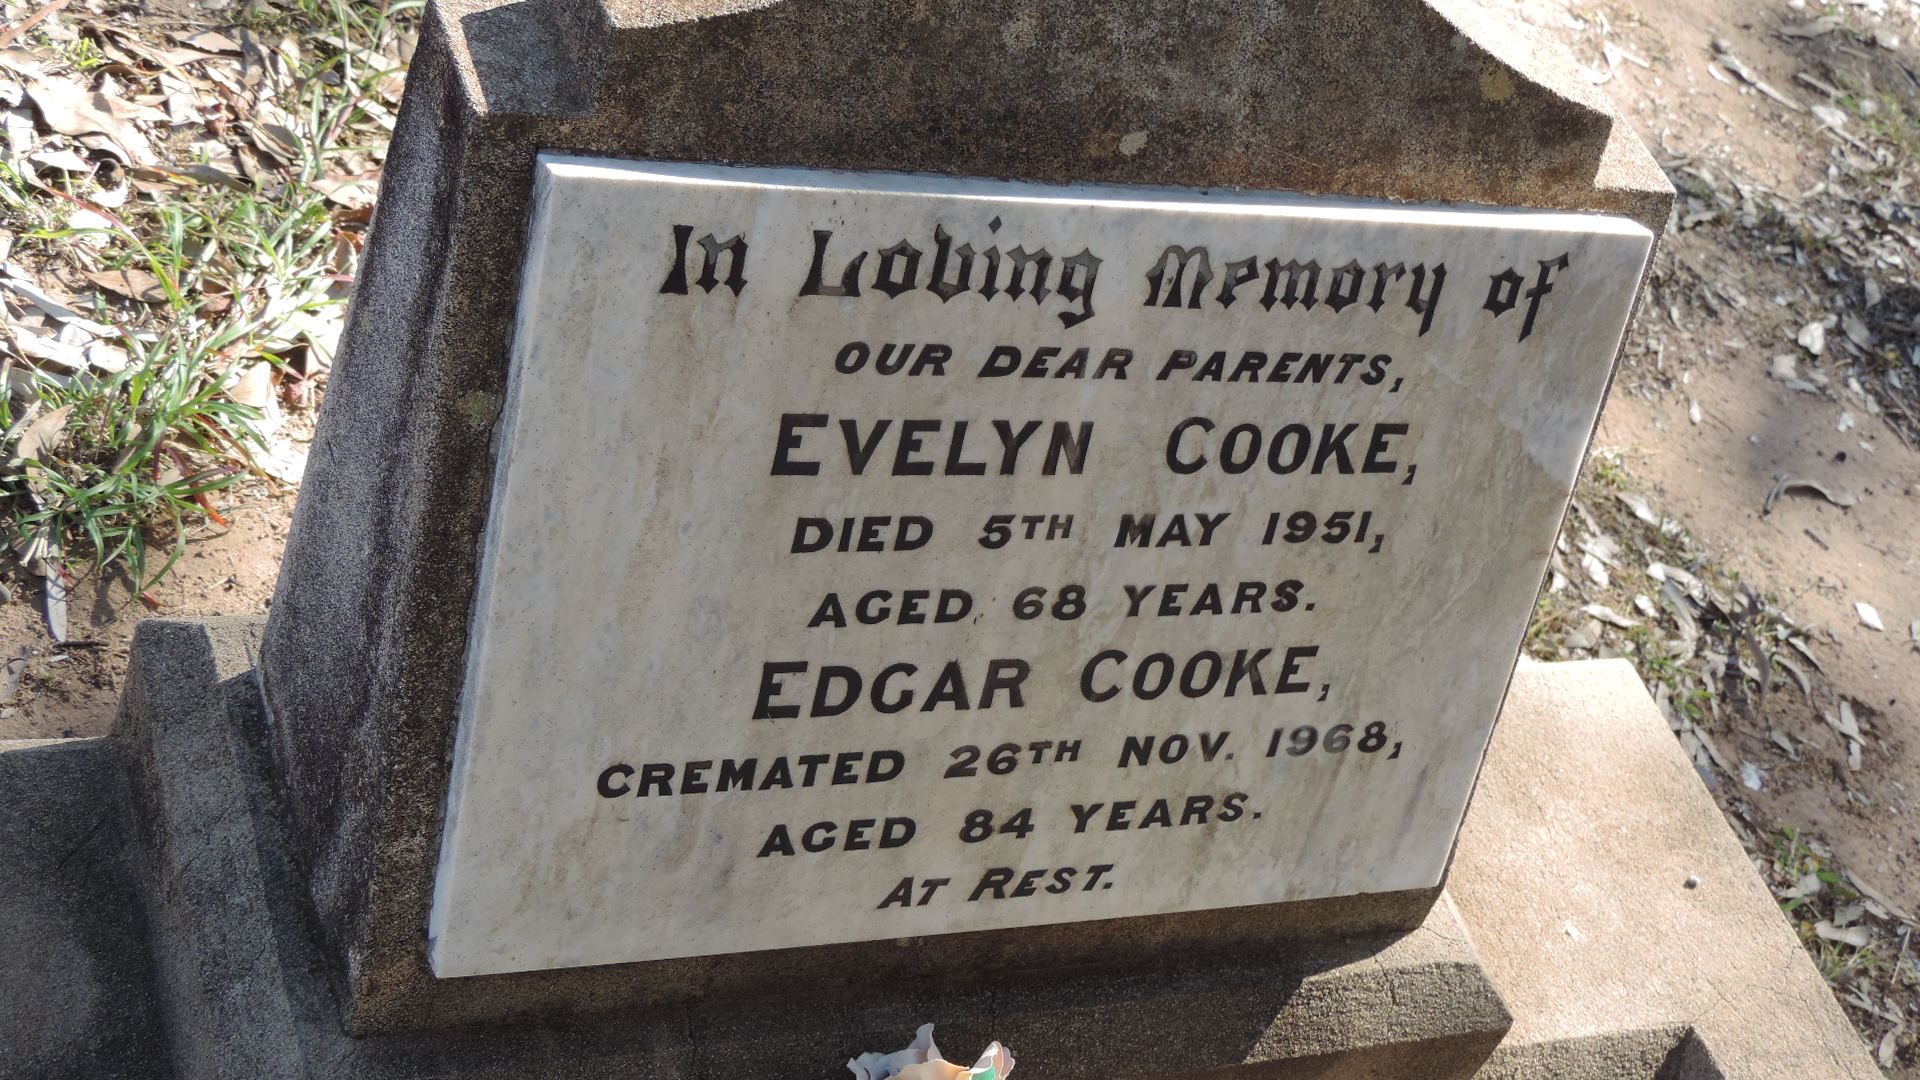 In Loving Memory of
OUR DEAR PARENTS,
EVELYN COOKE,
DIED 5TH MAY 1951,
AGED 68 YEARS.
EDGAR COOKE,
CREMATED 26TH NOV. 1968,
AGED 84 YEARS.
AT REST.